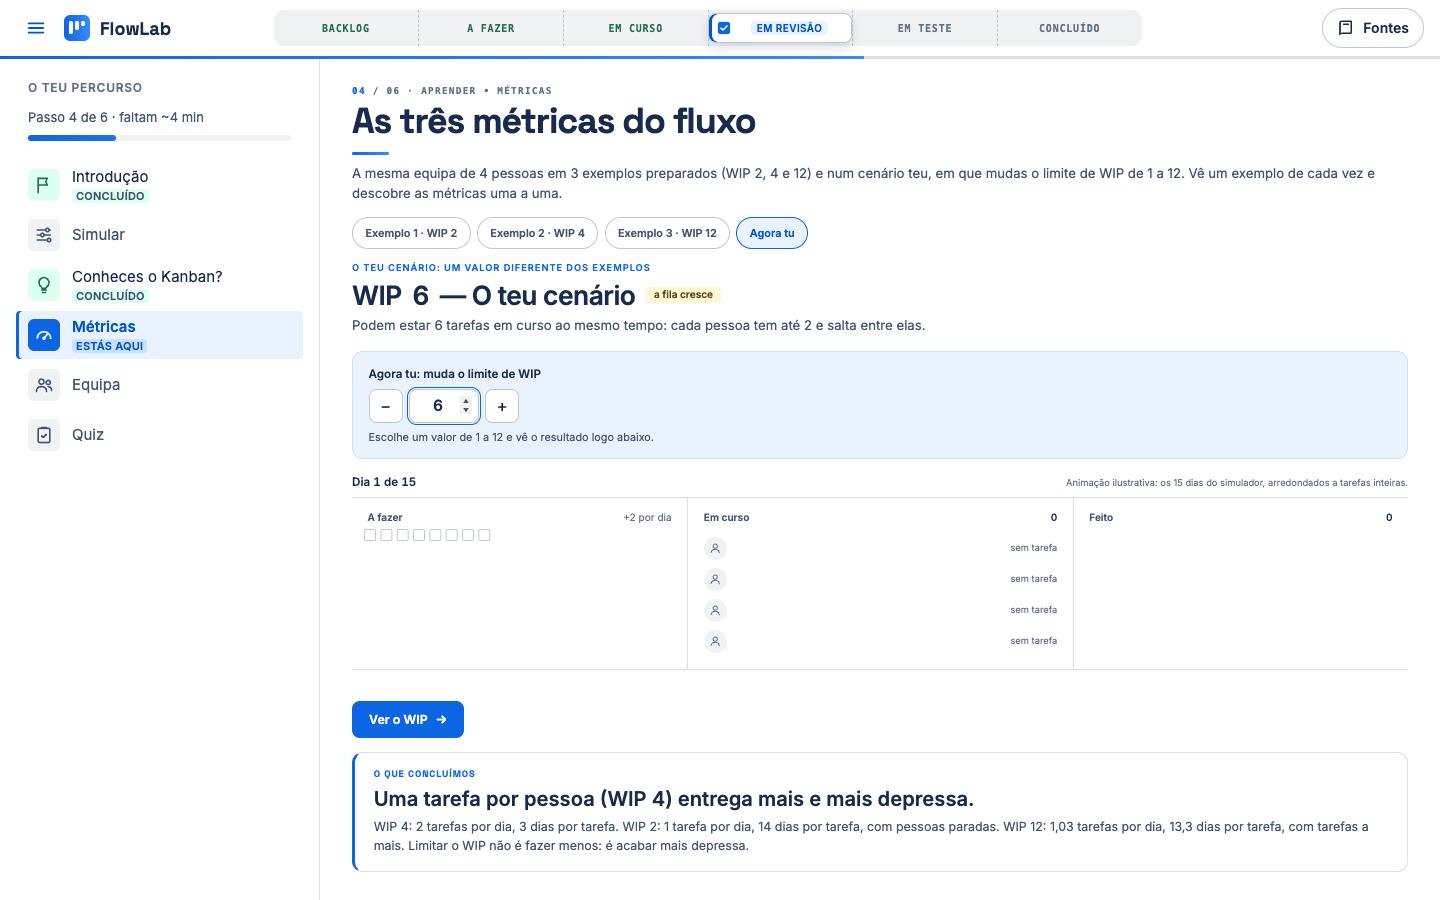 FlowLab
BACKLOG
A FAZER
EM CURSO
EM REVISÃO
EM TESTE
CONCLUÍDO
Fontes
O TEU PERCURSO
Passo 4 de 6 · faltam ~4 min
Introdução
CONCLUÍDO
Simular
Conheces o Kanban?
CONCLUÍDO
Métricas
ESTÁS AQUI
Equipa
Quiz
04 / 06 · APRENDER • MÉTRICAS
As três métricas do fluxo
A mesma equipa de 4 pessoas em 3 exemplos preparados (WIP 2, 4 e 12) e num cenário teu, em que mudas o limite de WIP de 1 a 12. Vê um exemplo de cada vez e
descobre as métricas uma a uma.
Exemplo 1 · WIP 2
Exemplo 2 · WIP 4
Exemplo 3 · WIP 12
Agora tu
O TEU CENÁRIO: UM VALOR DIFERENTE DOS EXEMPLOS
WIP 6 — O teu cenário
a fila cresce
Podem estar 6 tarefas em curso ao mesmo tempo: cada pessoa tem até 2 e salta entre elas.
Agora tu: muda o limite de WIP
− 6 +
Escolhe um valor de 1 a 12 e vê o resultado logo abaixo.
Dia 1 de 15
Animação ilustrativa: os 15 dias do simulador, arredondados a tarefas inteiras.
A fazer
+2 por dia
Em curso
0
sem tarefa
sem tarefa
sem tarefa
sem tarefa
Feito
0
Ver o WIP →
O QUE CONCLUÍMOS
Uma tarefa por pessoa (WIP 4) entrega mais e mais depressa.
WIP 4: 2 tarefas por dia, 3 dias por tarefa. WIP 2: 1 tarefa por dia, 14 dias por tarefa, com pessoas paradas. WIP 12: 1,03 tarefas por dia, 13,3 dias por tarefa, com tarefas a
mais. Limitar o WIP não é fazer menos: é acabar mais depressa.